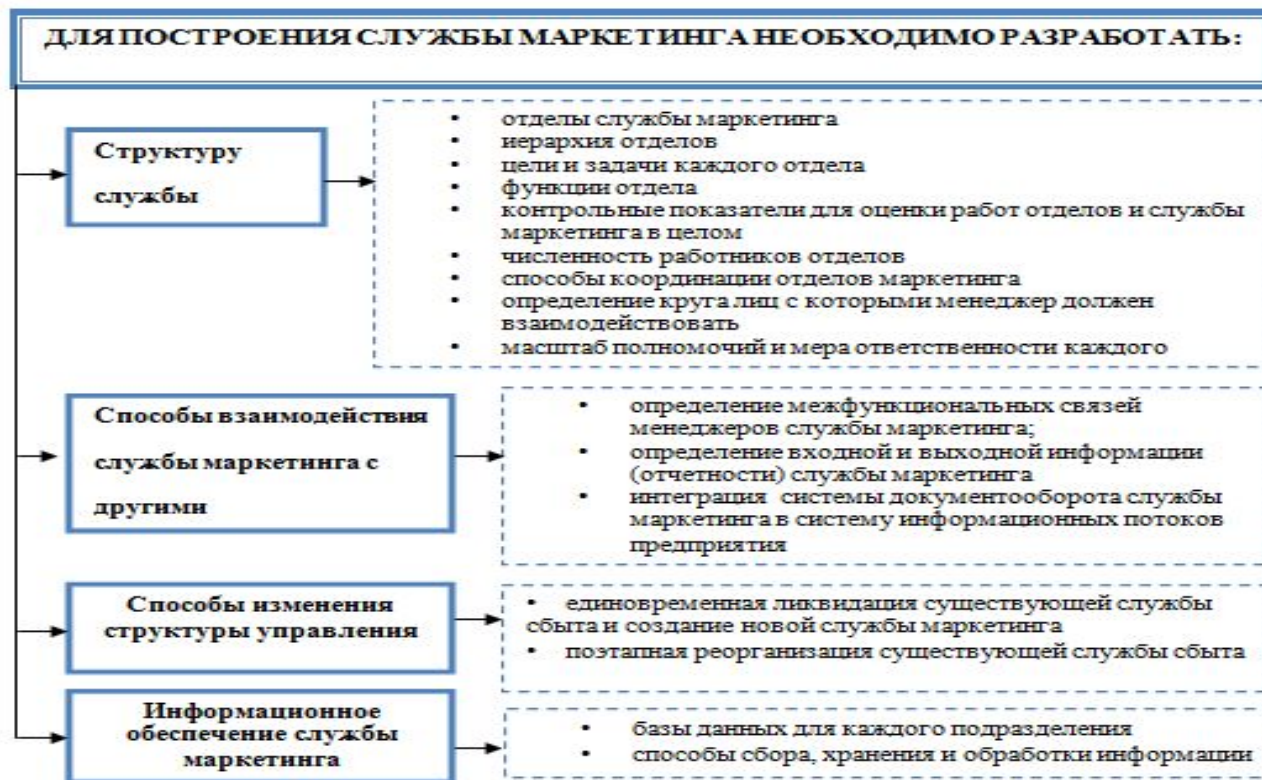 ДЛЯ ПОСТРОЕНИЯ СЛУЖБЫ МАРКЕТИНГА НЕОБХОДИМО РАЗРАБОТАТЬ:
Структуру
службы
• отделы службы маркетинга
• иерархия отделов
• цели и задачи каждого отдела
• функции отдела
• контрольные показатели для оценки работ отделов и службы
маркетинга в целом
• численность работников отделов
• способы координации отделов маркетинга
• определение круга лиц с которыми менеджер должен
взаимодействовать
• масштаб полномочий и мера ответственности каждого
Способы взаимодействия
службы маркетинга с
другими
• определение межфункциональных связей
менеджеров службы маркетинга;
• определение входной и выходной информации
(отчетности) службы маркетинга
• интеграция системы документооборота службы
маркетинга в систему информационных потоков
предприятия
Способы изменения
структуры управления
• единовременная ликвидация существующей службы
сбыта и создание новой службы маркетинга
• поэтапная реорганизация существующей службы сбыта
Информационное
обеспечение службы
маркетинга
• базы данных для каждого подразделения
• способы сбора, хранения и обработки информации